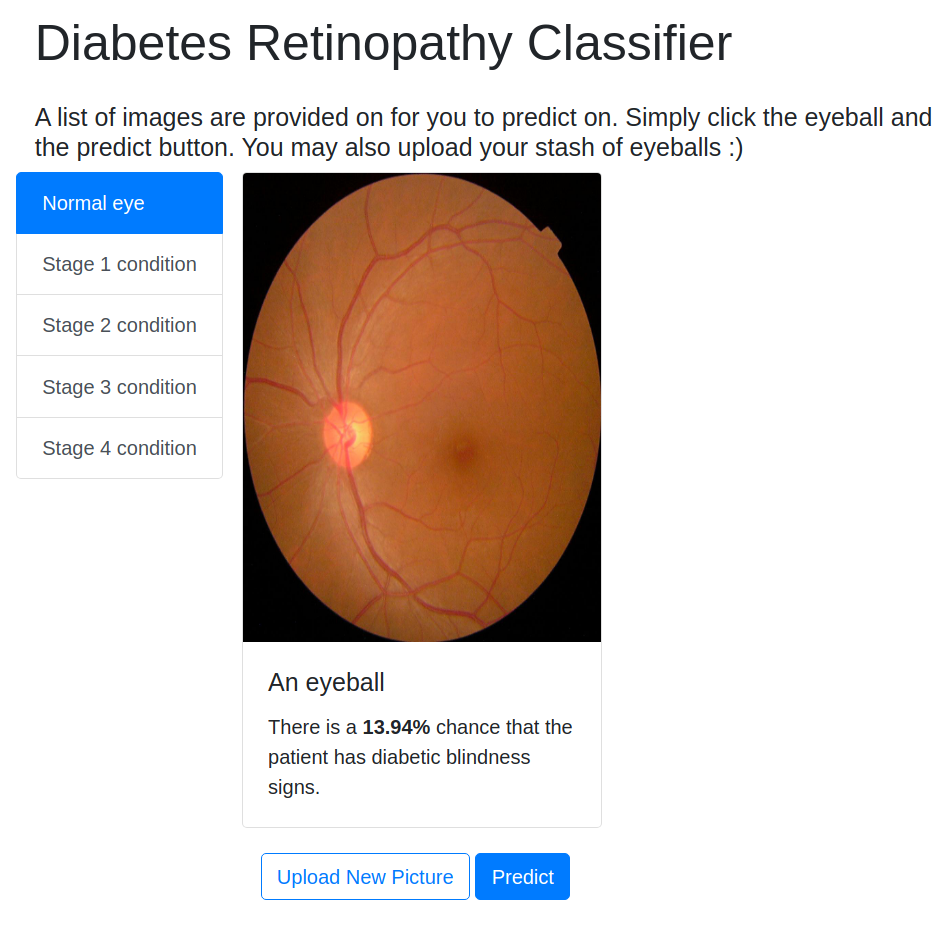 Diabetes Retinopathy Classifier
A list of images are provided on for you to predict on. Simply click the eyeball and
the predict button. You may also upload your stash of eyeballs :)
Normal eye
Stage 1 condition
Stage 2 condition
Stage 3 condition
Stage 4 condition
An eyeball
There is a 13.94% chance that the
patient has diabetic blindness
signs.
Upload New Picture
Predict